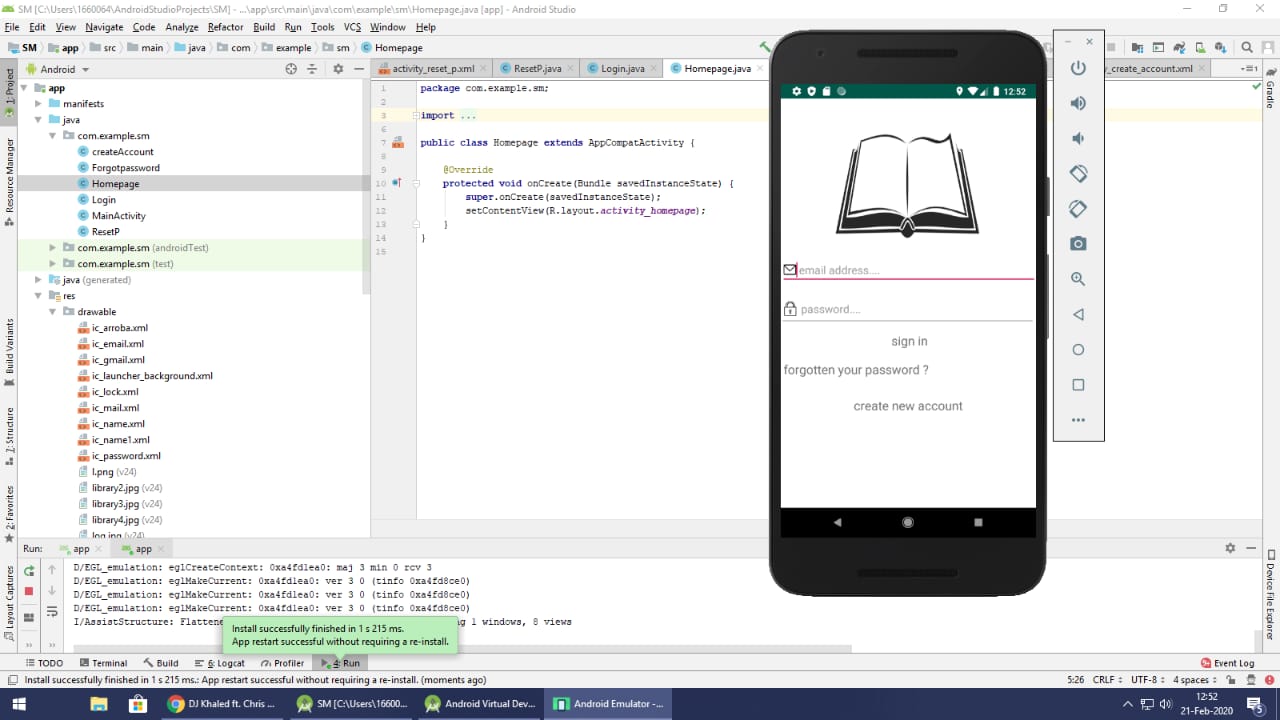 SM [C:\Users\1660064\AndroidStudioProjects\SM] - ...\app\src\main\java\com\example\sm\Homepage.java [app] - Android Studio
File Edit View Navigate Code Analyze Refactor Build Run Tools VCS Window Help
SM app src main java com example sm Homepage
Android
activity_reset_p.xml ResetP.java Login.java Homepage.java y_create_account.xml
1: Project
Resource Manager
Build Variants
7: Structure
2: Favorites
Layout Captures
app
manifests
java
com.example.sm
createAccount
Forgotpassword
Homepage
Login
MainActivity
ResetP
com.example.sm (androidTest)
com.example.sm (test)
java (generated)
res
drawable
ic_arroba.xml
ic_email.xml
ic_gmail.xml
ic_launcher_background.xml
ic_lock.xml
ic_mail.xml
ic_name.xml
ic_name1.xml
ic_password.xml
l.png (v24)
library2.jpg (v24)
library3.jpg (v24)
library4.jpg (v24)
1 package com.example.sm;
2
3 import ...
6
7 public class Homepage extends AppCompatActivity {
8
9 @Override
10 protected void onCreate(Bundle savedInstanceState) {
11 super.onCreate(savedInstanceState);
12 setContentView(R.layout.activity_homepage);
13 }
14 }
15
12:52
email address....
password....
sign in
forgotten your password ?
create new account
Gradle
Device File Explorer
Run: app app
D/EGL_emulation: eglCreateContext: 0xa4fd1ea0: maj 3 min 0 rcv 3
D/EGL_emulation: eglMakeCurrent: 0xa4fd1ea0: ver 3 0 (tinfo 0xa4fd8ce0)
D/EGL_emulation: eglMakeCurrent: 0xa4fd1ea0: ver 3 0 (tinfo 0xa4fd8ce0)
D/EGL_emulation: eglMakeCurrent: 0xa4fd1ea0: ver 3 0 (tinfo 0xa4fd8ce0)
I/AssistStructure: Flattene ng 1 windows, 8 views
Install successfully finished in 1 s 215 ms.
App restart successful without requiring a re-install.
TODO Terminal Build 6: Logcat Profiler 4: Run Event Log
Install successfully finished in 1 s 215 ms.: App restart successful without requiring a re-install. (moments ago) 5:26 CRLF UTF-8 4 spaces
DJ Khaled ft. Chris ... SM [C:\Users\16600... Android Virtual Dev... Android Emulator -...
12:52
21-Feb-2020
5